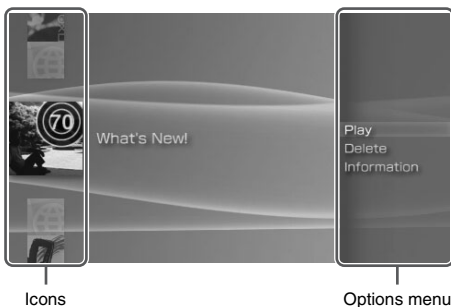 70
What's New!
Play
Delete
Information
Icons
Options menu